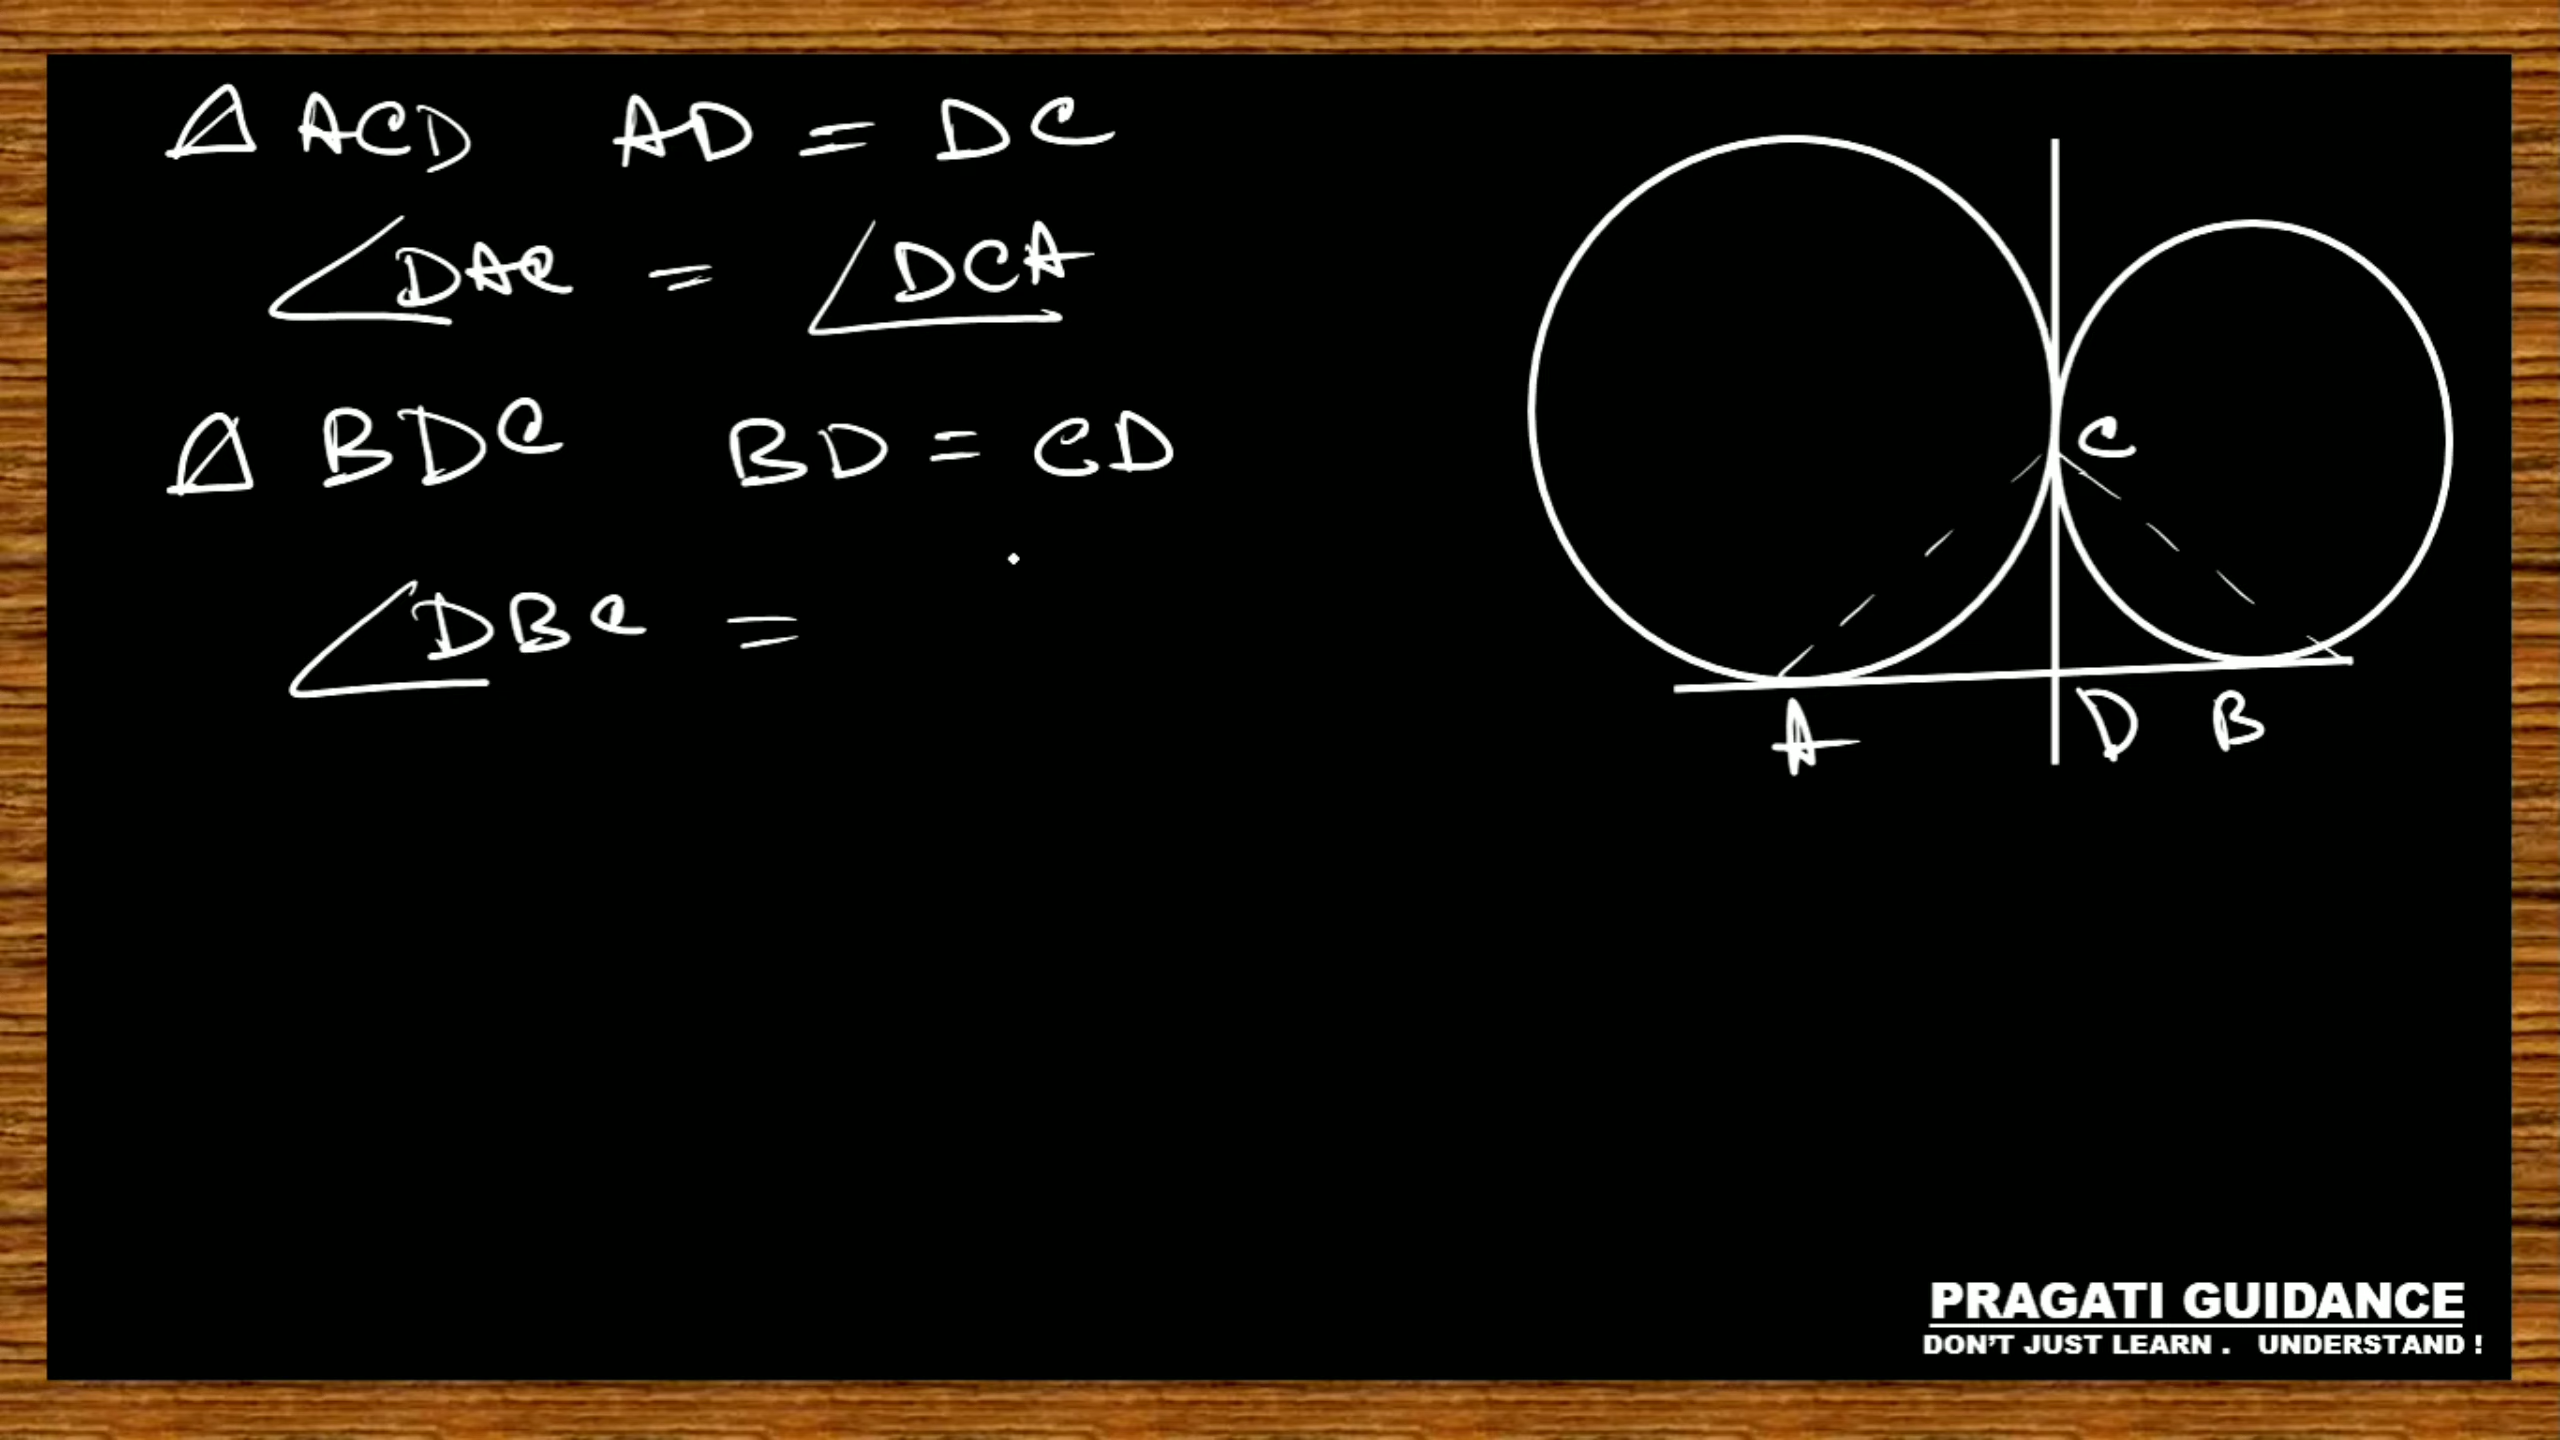 △ ACD AD = DC
∠DAC = ∠DCA
△ BDC BD = CD
∠DBC =
C
A D B
PRAGATI GUIDANCE
DON'T JUST LEARN. UNDERSTAND !